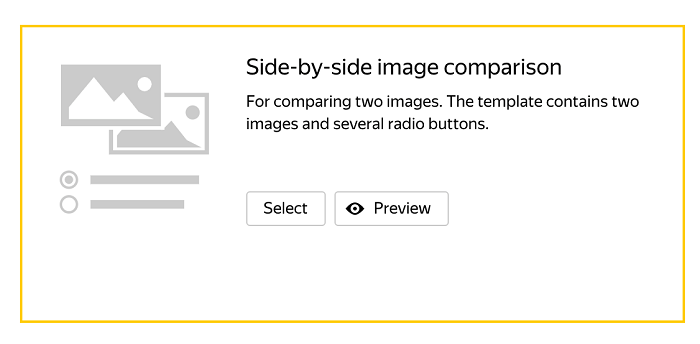 Side-by-side image comparison
For comparing two images. The template contains two
images and several radio buttons.
Select
Preview